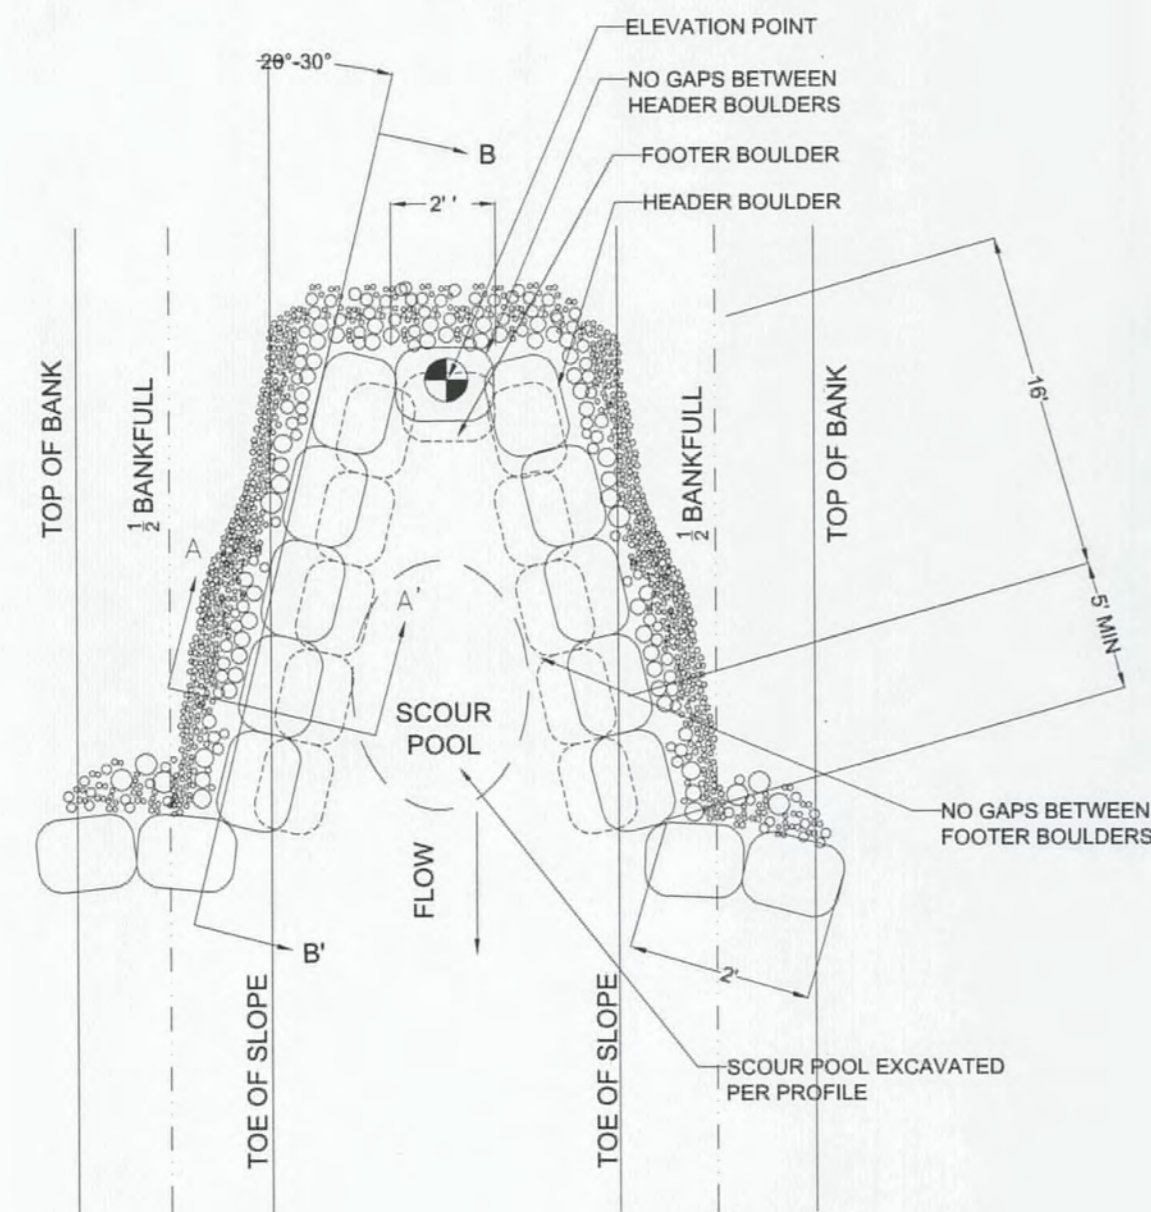 ELEVATION POINT
20°-30°
NO GAPS BETWEEN
HEADER BOULDERS
B
FOOTER BOULDER
2'
HEADER BOULDER
TOP OF BANK
1/2 BANKFULL
1/2 BANKFULL
TOP OF BANK
16'
A
A'
5' MIN
SCOUR
POOL
NO GAPS BETWEEN
FOOTER BOULDERS
FLOW
B'
2'
TOE OF SLOPE
TOE OF SLOPE
SCOUR POOL EXCAVATED
PER PROFILE